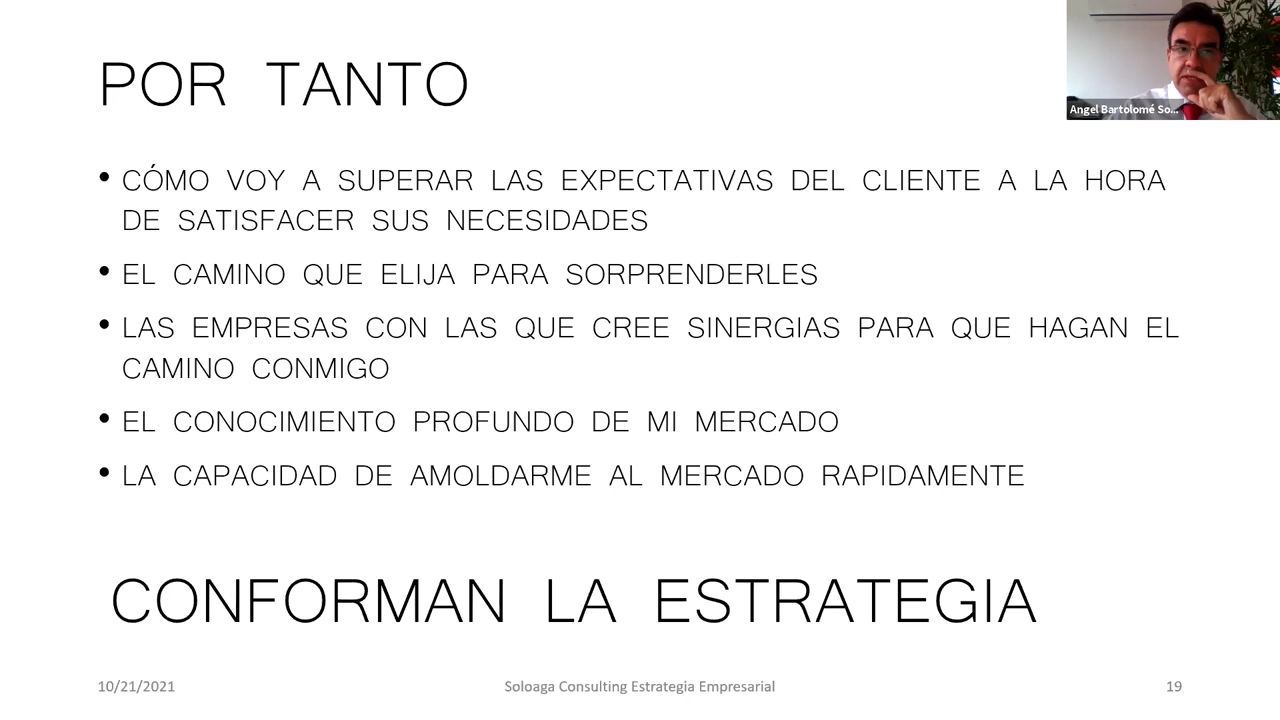 POR TANTO
Angel Bartolomé So...
• CÓMO VOY A SUPERAR LAS EXPECTATIVAS DEL CLIENTE A LA HORA
DE SATISFACER SUS NECESIDADES
• EL CAMINO QUE ELIJA PARA SORPRENDERLES
• LAS EMPRESAS CON LAS QUE CREE SINERGIAS PARA QUE HAGAN EL
CAMINO CONMIGO
• EL CONOCIMIENTO PROFUNDO DE MI MERCADO
• LA CAPACIDAD DE AMOLDARME AL MERCADO RAPIDAMENTE
CONFORMAN LA ESTRATEGIA
10/21/2021
Soloaga Consulting Estrategia Empresarial
19